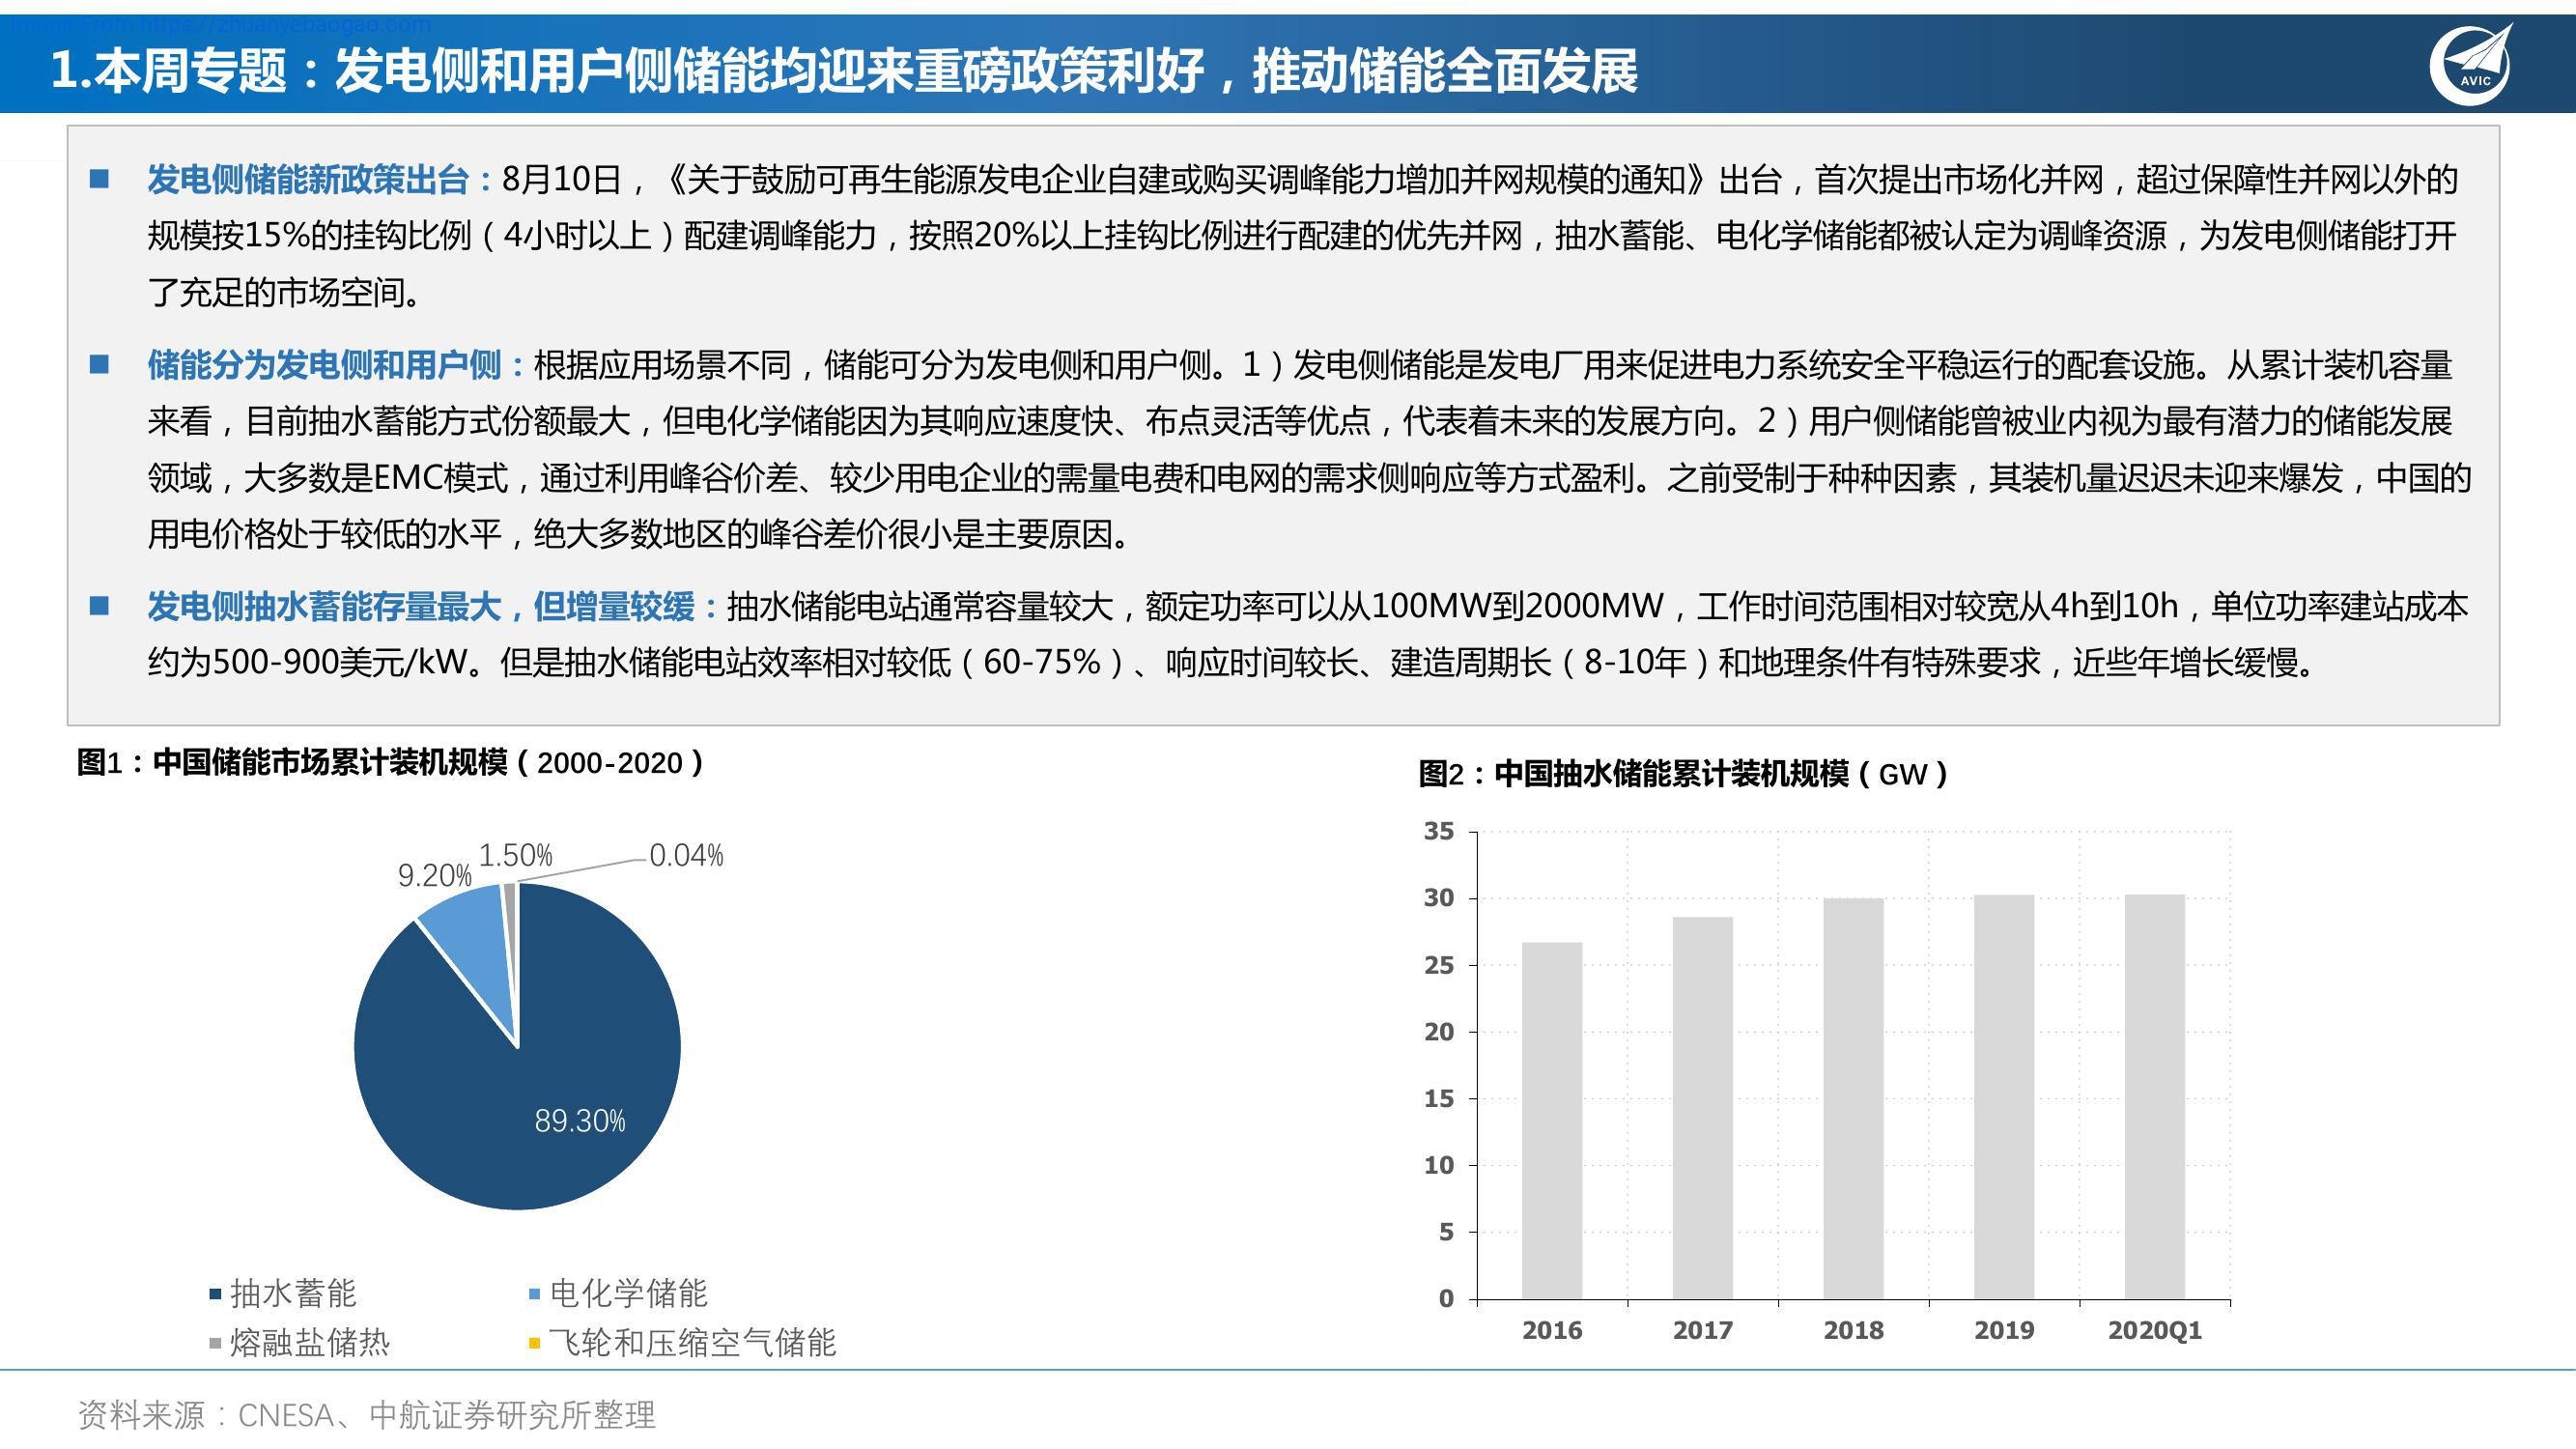 Image From https://zhuanyebaogao.com
1.本周专题：发电侧和用户侧储能均迎来重磅政策利好，推动储能全面发展
AVIC
■ 发电侧储能新政策出台：8月10日，《关于鼓励可再生能源发电企业自建或购买调峰能力增加并网规模的通知》出台，首次提出市场化并网，超过保障性并网以外的
规模按15%的挂钩比例（4小时以上）配建调峰能力，按照20%以上挂钩比例进行配建的优先并网，抽水蓄能、电化学储能都被认定为调峰资源，为发电侧储能打开
了充足的市场空间。
■ 储能分为发电侧和用户侧：根据应用场景不同，储能可分为发电侧和用户侧。1）发电侧储能是发电厂用来促进电力系统安全平稳运行的配套设施。从累计装机容量
来看，目前抽水蓄能方式份额最大，但电化学储能因为其响应速度快、布点灵活等优点，代表着未来的发展方向。2）用户侧储能曾被业内视为最有潜力的储能发展
领域，大多数是EMC模式，通过利用峰谷价差、较少用电企业的需量电费和电网的需求侧响应等方式盈利。之前受制于种种因素，其装机量迟迟未迎来爆发，中国的
用电价格处于较低的水平，绝大多数地区的峰谷差价很小是主要原因。
■ 发电侧抽水蓄能存量最大，但增量较缓：抽水储能电站通常容量较大，额定功率可以从100MW到2000MW，工作时间范围相对较宽从4h到10h，单位功率建站成本
约为500-900美元/kW。但是抽水储能电站效率相对较低（60-75%）、响应时间较长、建造周期长（8-10年）和地理条件有特殊要求，近些年增长缓慢。
图1：中国储能市场累计装机规模（2000-2020）
9.20%
1.50%
0.04%
89.30%
抽水蓄能
电化学储能
熔融盐储热
飞轮和压缩空气储能
图2：中国抽水储能累计装机规模（GW）
35
30
25
20
15
10
5
0
2016
2017
2018
2019
2020Q1
资料来源：CNESA、中航证券研究所整理